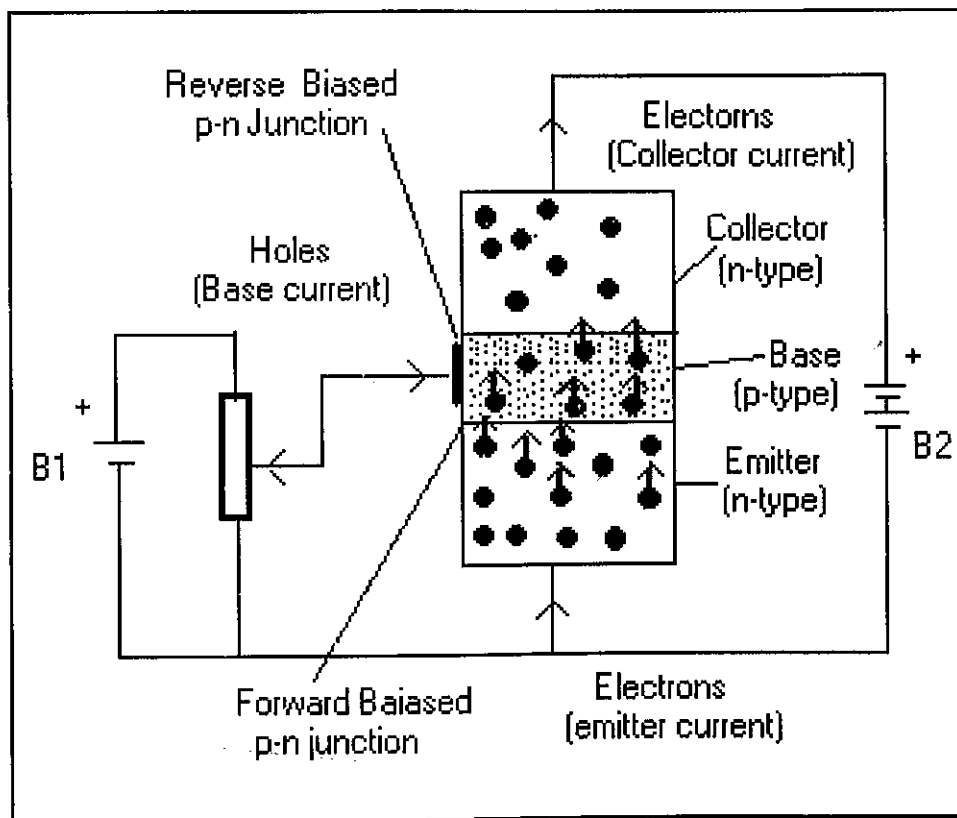 Reverse Biased
p-n Junction
Electorns
(Collector current)
Holes
(Base current)
Collector
(n-type)
Base
(p-type)
+
+
B1
B2
Emitter
(n-type)
Forward Baiased
p-n junction
Electrons
(emitter current)